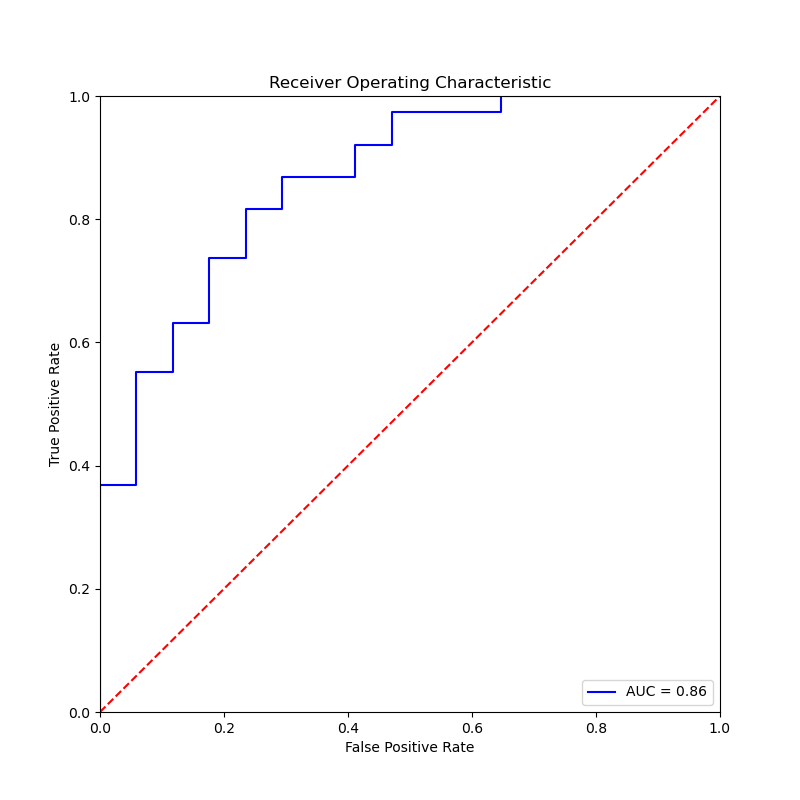 Receiver Operating Characteristic
1.0
0.8
0.6
0.4
0.2
0.0
True Positive Rate
AUC = 0.86
0.0 0.2 0.4 0.6 0.8 1.0
False Positive Rate